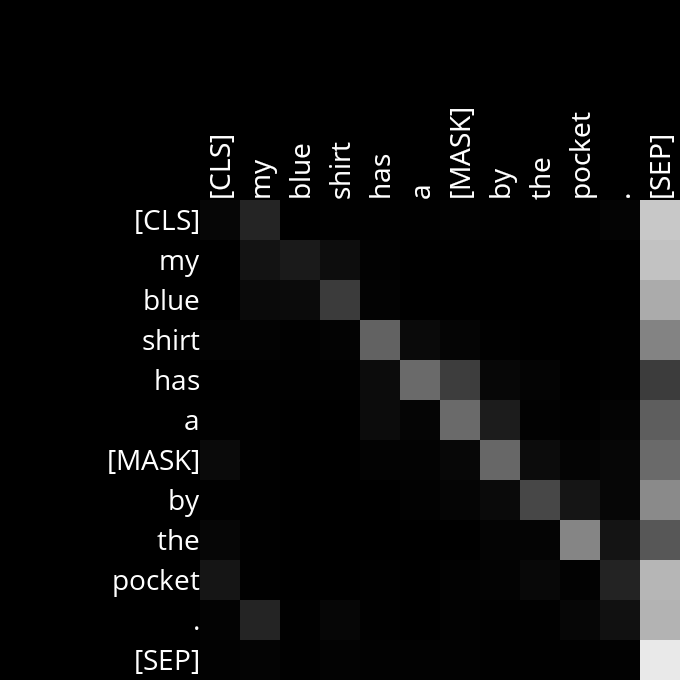 [CLS] my blue shirt has a [MASK] by the pocket . [SEP]
[CLS]
my
blue
shirt
has
a
[MASK]
by
the
pocket
.
[SEP]